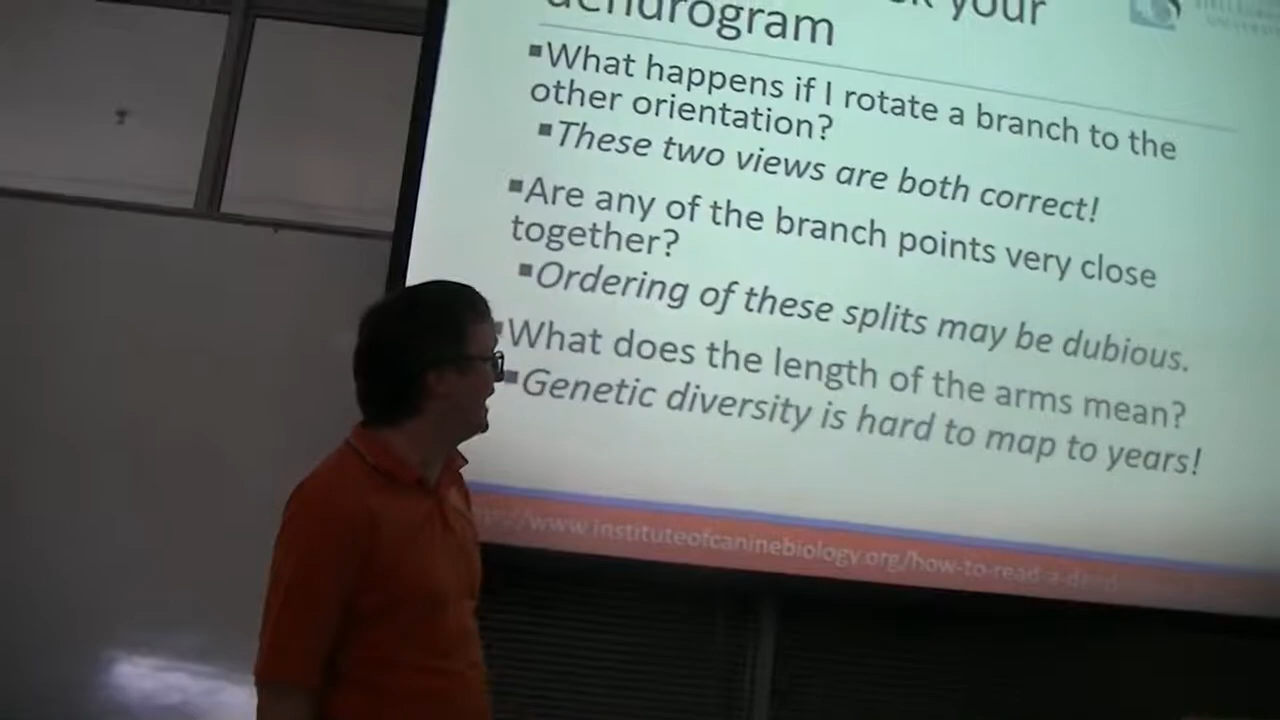 your
dendrogram
▪What happens if I rotate a branch to the
other orientation?
▪These two views are both correct!
▪Are any of the branch points very close
together?
▪Ordering of these splits may be dubious.
▪What does the length of the arms mean?
▪Genetic diversity is hard to map to years!
://www.instituteofcaninebiology.org/how-to-read-a-dend